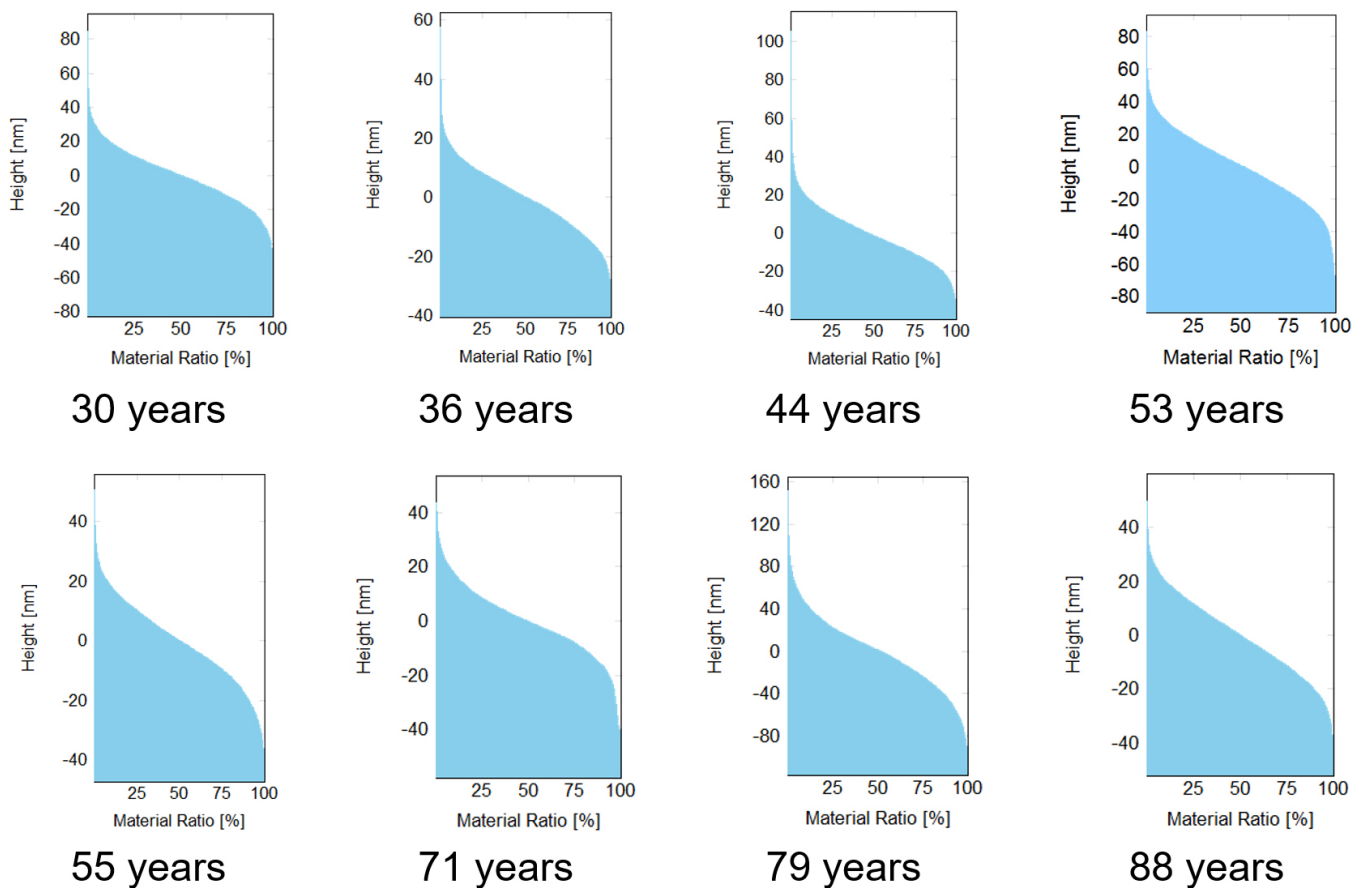 Height [nm]
80
60
40
20
0
-20
-40
-60
-80
25 50 75 100
Material Ratio [%]
30 years
Height [nm]
60
40
20
0
-20
-40
25 50 75 100
Material Ratio [%]
36 years
Height [nm]
100
80
60
40
20
0
-20
-40
25 50 75 100
Material Ratio [%]
44 years
Height [nm]
80
60
40
20
0
-20
-40
-60
-80
25 50 75 100
Material Ratio [%]
53 years
Height [nm]
40
20
0
-20
-40
25 50 75 100
Material Ratio [%]
55 years
Height [nm]
40
20
0
-20
-40
25 50 75 100
Material Ratio [%]
71 years
Height [nm]
160
120
80
40
0
-40
-80
25 50 75 100
Material Ratio [%]
79 years
Height [nm]
40
20
0
-20
-40
25 50 75 100
Material Ratio [%]
88 years